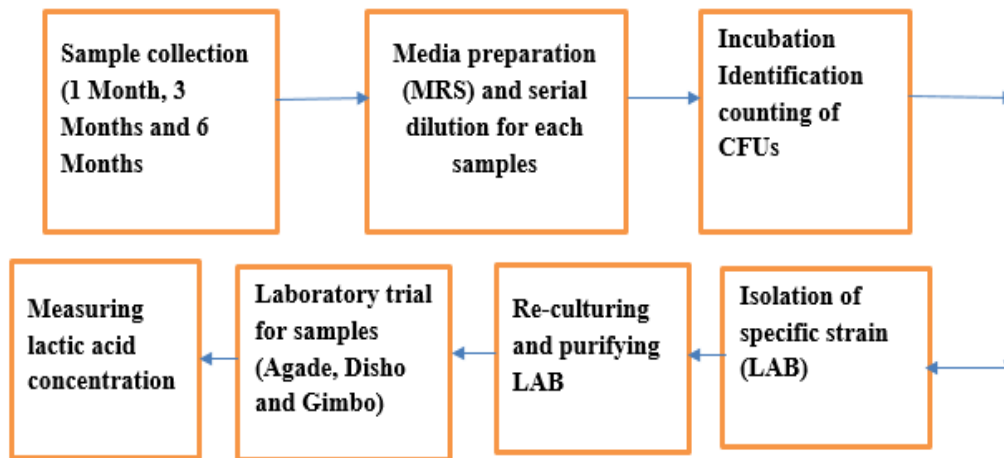 Sample collection
(1 Month, 3
Months and 6
Months
Media preparation
(MRS) and serial
dilution for each
samples
Incubation
Identification
counting of
CFUs
Isolation of
specific strain
(LAB)
Re-culturing
and purifying
LAB
Laboratory trial
for samples
(Agade, Disho
and Gimbo)
Measuring
lactic acid
concentration